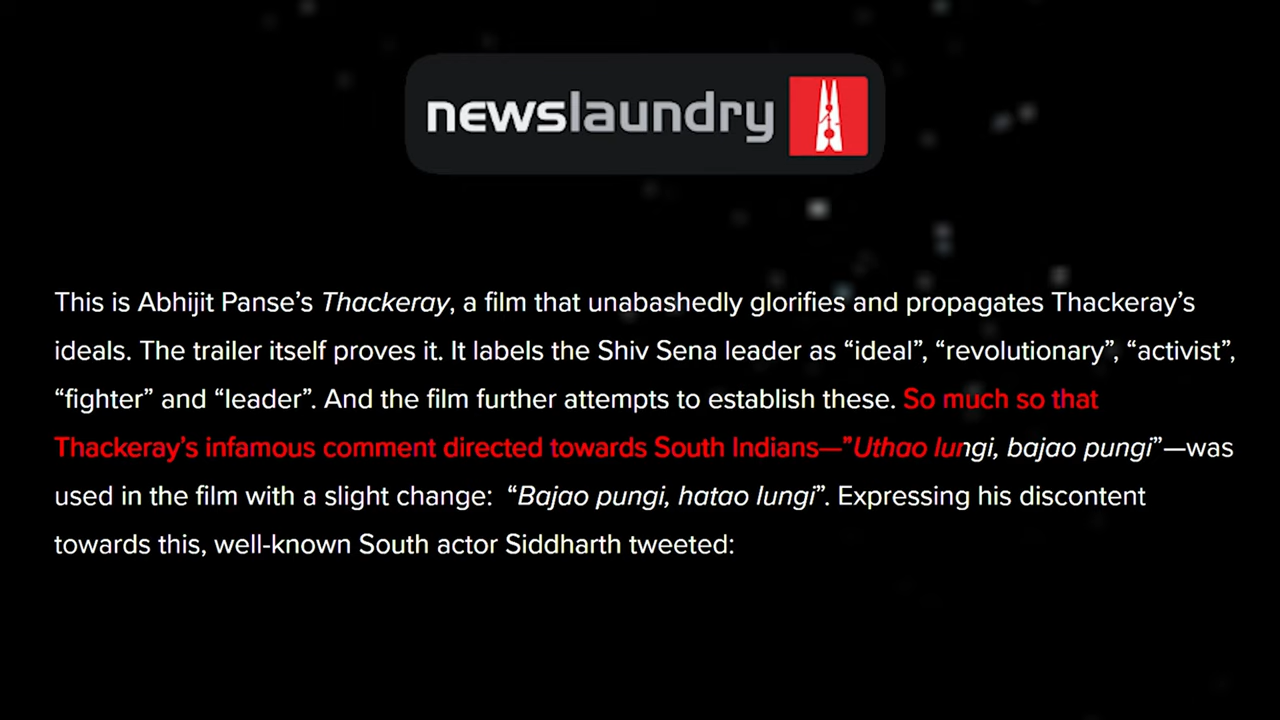 newslaundry
This is Abhijit Panse’s Thackeray, a film that unabashedly glorifies and propagates Thackeray’s
ideals. The trailer itself proves it. It labels the Shiv Sena leader as “ideal”, “revolutionary”, “activist”,
“fighter” and “leader”. And the film further attempts to establish these. So much so that
Thackeray’s infamous comment directed towards South Indians—”Uthao lungi, bajao pungi”—was
used in the film with a slight change:  “Bajao pungi, hatao lungi”. Expressing his discontent
towards this, well-known South actor Siddharth tweeted: